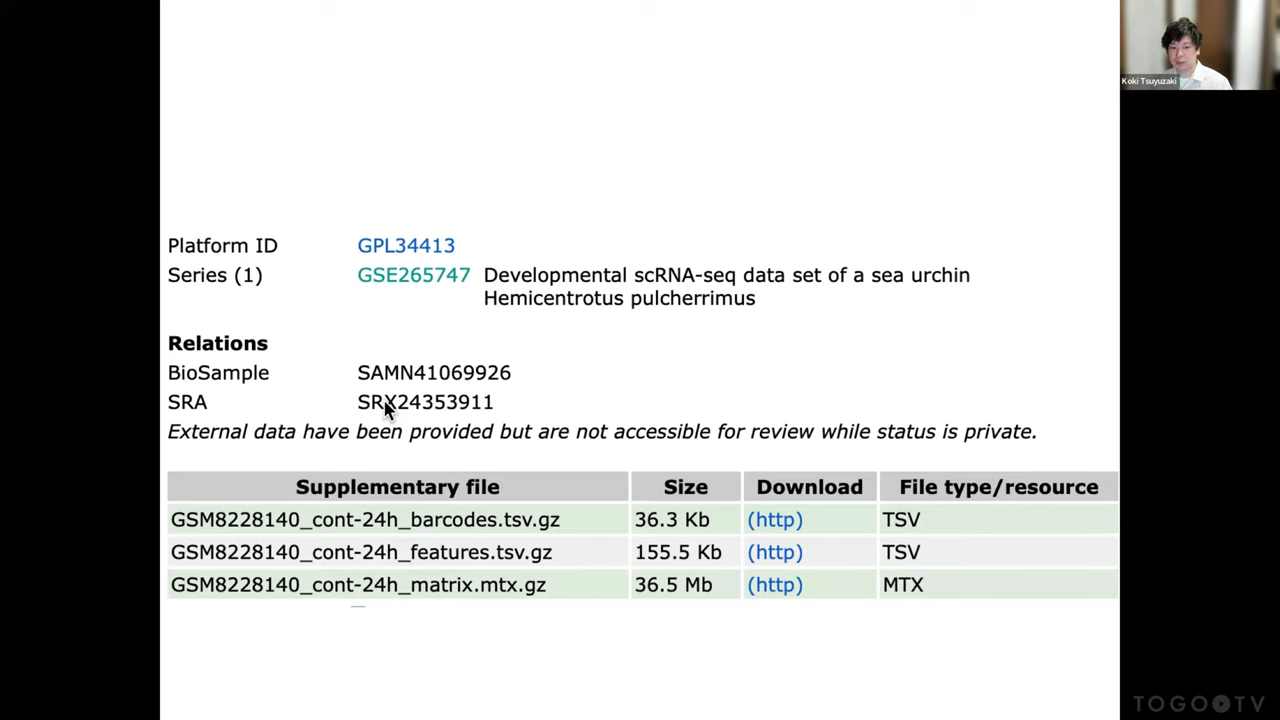 Koki Tsuyuzaki
Platform ID GPL34413
Series (1) GSE265747 Developmental scRNA-seq data set of a sea urchin
Hemicentrotus pulcherrimus
Relations
BioSample SAMN41069926
SRA SRX24353911
External data have been provided but are not accessible for review while status is private.
Supplementary file Size Download File type/resource
GSM8228140_cont-24h_barcodes.tsv.gz 36.3 Kb (http) TSV
GSM8228140_cont-24h_features.tsv.gz 155.5 Kb (http) TSV
GSM8228140_cont-24h_matrix.mtx.gz 36.5 Mb (http) MTX
TOGO TV